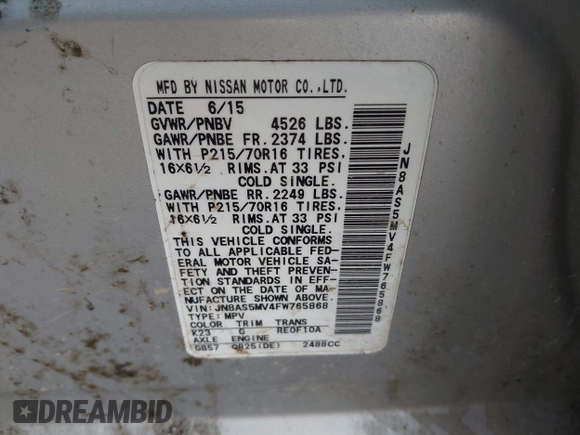 MFD BY NISSAN MOTOR CO.,LTD.
DATE 6/15
GVWR/PNBV 4526 LBS.
GAWR/PNBE FR. 2374 LBS.
WITH P215/70R16 TIRES,
16×6½ RIMS.AT 33 PSI
COLD SINGLE.
GAWR/PNBE RR. 2249 LBS.
WITH P215/70R16 TIRES,
16×6½ RIMS.AT 33 PSI
COLD SINGLE.
THIS VEHICLE CONFORMS
TO ALL APPLICABLE FED-
ERAL MOTOR VEHICLE SA-
FETY AND THEFT PREVEN-
TION STANDARDS IN EFF-
ECT ON THE DATE OF MA-
NUFACTURE SHOWN ABOVE.
VIN:JN8AS5MV4FW765868
TYPE:MPV
COLOR TRIM TRANS
K23 G RE0F10A
AXLE ENGINE
GB57 QR25(DE) 2488CC
JN8AS5MV4FW765868
DREAMBID